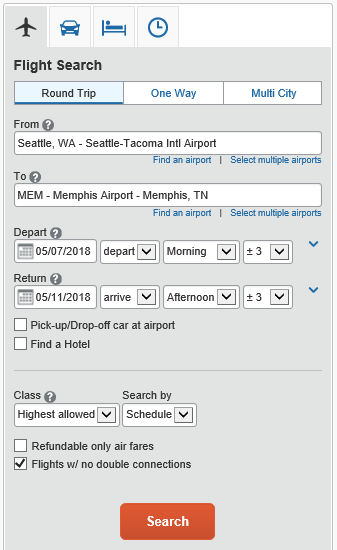 Flight Search
Round Trip One Way Multi City
From ?
Seattle, WA - Seattle-Tacoma Intl Airport
Find an airport | Select multiple airports
To ?
MEM - Memphis Airport - Memphis, TN
Find an airport | Select multiple airports
Depart ?
05/07/2018 depart Morning ± 3
Return ?
05/11/2018 arrive Afternoon ± 3
Pick-up/Drop-off car at airport
Find a Hotel
Class ? Search by
Highest allowed Schedule
Refundable only air fares
Flights w/ no double connections
Search